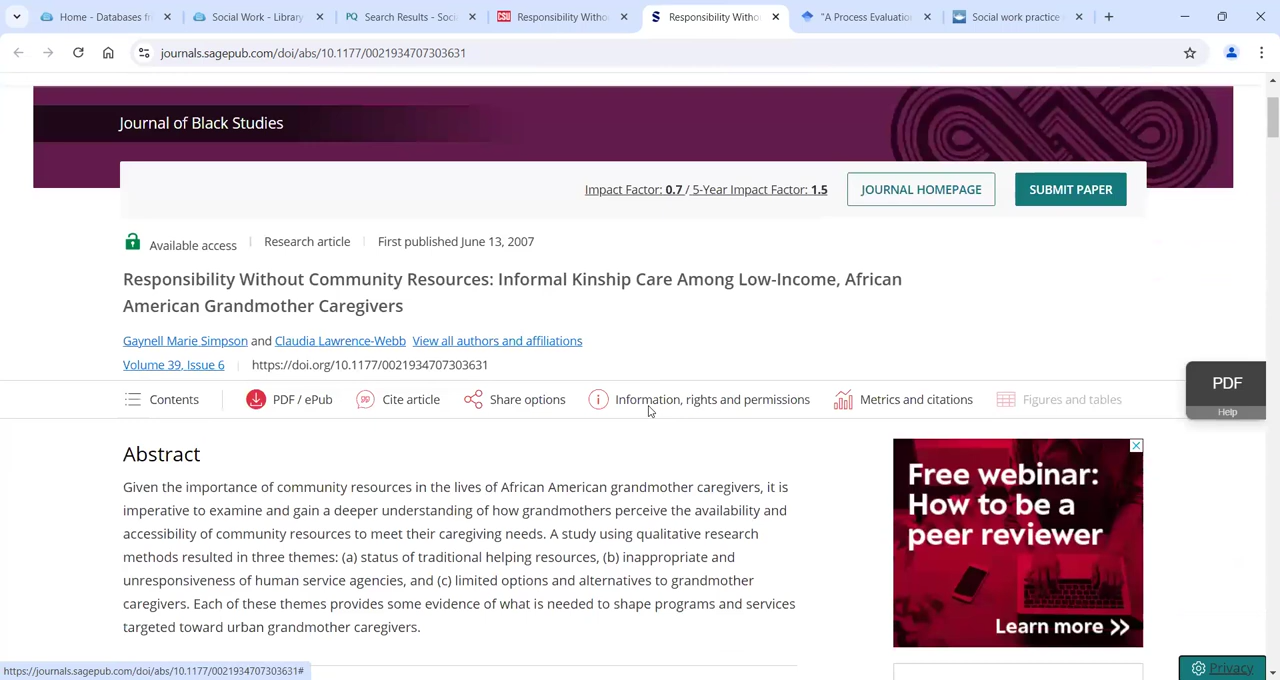 Home - Databases f
Social Work - Library
Search Results - Soci
Responsibility Witho
Responsibility Witho
"A Process Evaluatio
Social work practice
journals.sagepub.com/doi/abs/10.1177/0021934707303631
Journal of Black Studies
Impact Factor: 0.7 / 5-Year Impact Factor: 1.5
JOURNAL HOMEPAGE
SUBMIT PAPER
Available access
Research article
First published June 13, 2007
Responsibility Without Community Resources: Informal Kinship Care Among Low-Income, African
American Grandmother Caregivers
Gaynell Marie Simpson and Claudia Lawrence-Webb View all authors and affiliations
Volume 39, Issue 6
https://doi.org/10.1177/0021934707303631
Contents
PDF / ePub
Cite article
Share options
Information, rights and permissions
Metrics and citations
Figures and tables
PDF
Help
Abstract
Given the importance of services in the lives of African American grandmother caregivers, it is
imperative to develop a critical understanding of how grandmothers perceive the availability and
accessibility of community resources to meet their caregiving needs. A study using qualitative research
methods resulted in three themes: (a) limits of traditional helping resources, (b) inappropriate and
unresponsiveness of human service agencies, and (c) limited options and alternatives to grandmother
caregivers. Each of these themes provides some evidence of what is needed to shape programs and services
targeted toward urban grandmother caregivers.
Free webinar:
How to be a
peer reviewer
Learn more >>
https://journals.sagepub.com/doi/abs/10.1177/0021934707303631#
Privacy